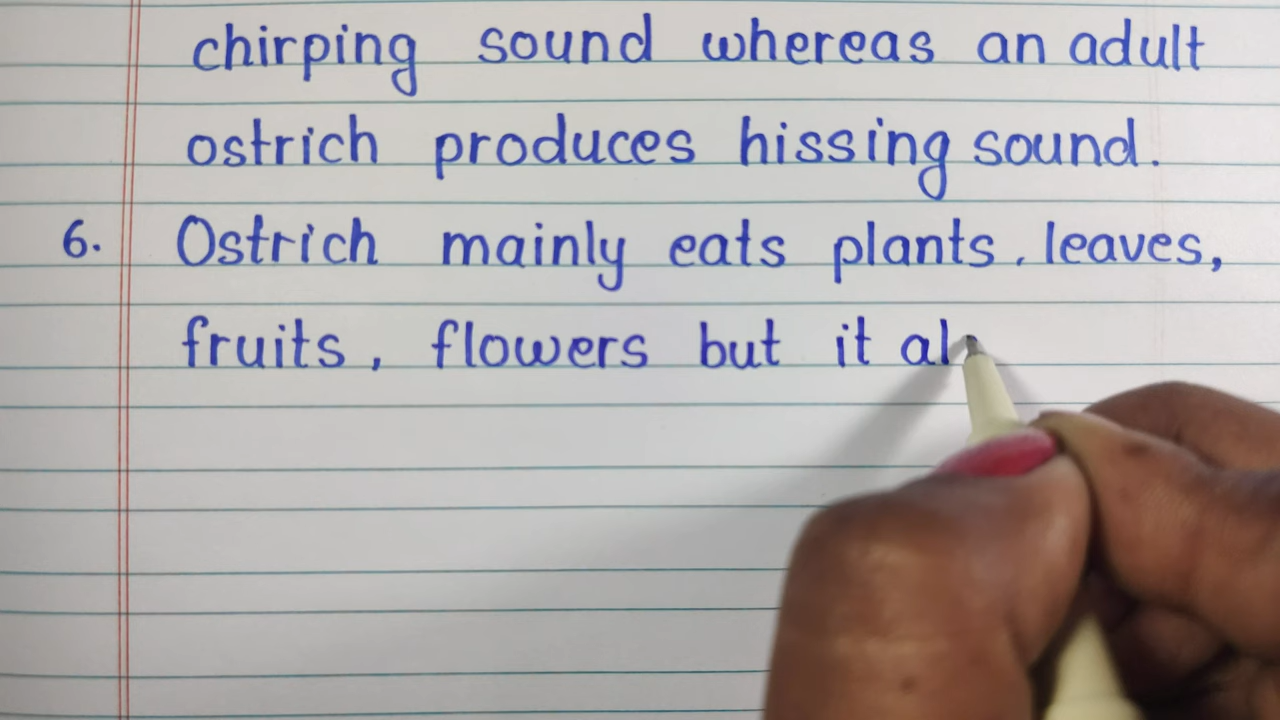 chirping sound whereas an adult
ostrich produces hissing sound.
6. Ostrich mainly eats plants, leaves,
fruits, flowers but it al